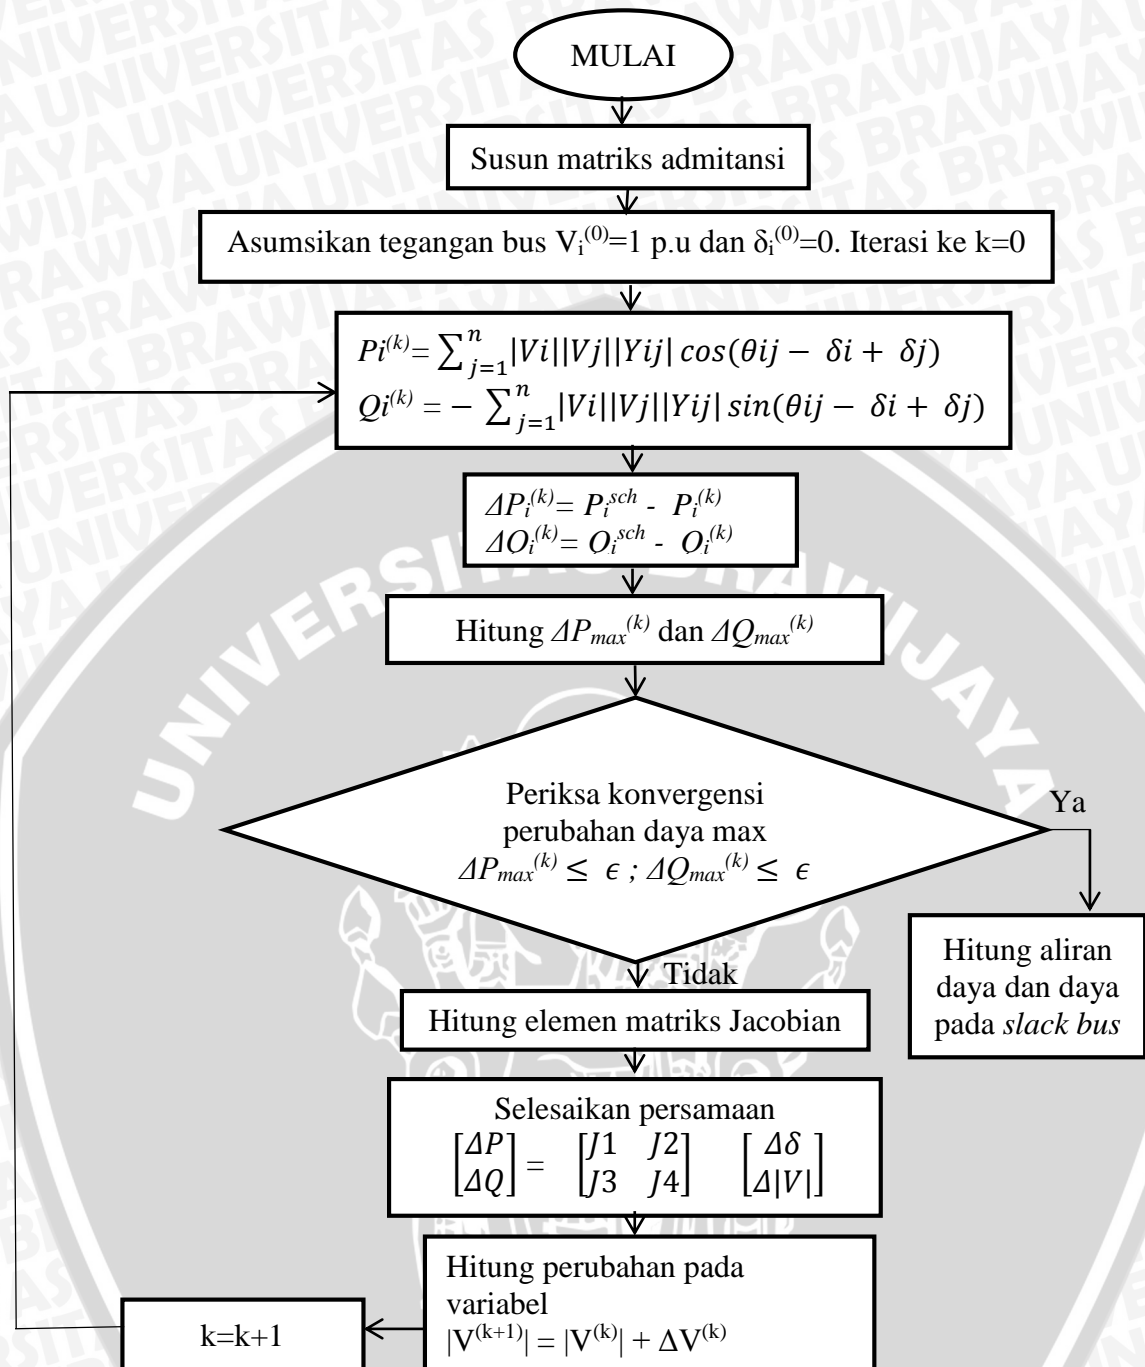 MULAI
Susun matriks admitansi
Asumsikan tegangan bus Vᵢ⁽⁰⁾=1 p.u dan δᵢ⁽⁰⁾=0. Iterasi ke k=0
Pi⁽ᵏ⁾= ∑ⁿⱼ₌₁|Vi||Vj||Yij| cos(θij − δi + δj)
Qi⁽ᵏ⁾ = − ∑ⁿⱼ₌₁|Vi||Vj||Yij| sin(θij − δi + δj)
ΔPᵢ⁽ᵏ⁾= Pᵢˢᶜʰ - Pᵢ⁽ᵏ⁾
ΔQᵢ⁽ᵏ⁾= Qᵢˢᶜʰ - Qᵢ⁽ᵏ⁾
Hitung ΔPₘₐₓ⁽ᵏ⁾ dan ΔQₘₐₓ⁽ᵏ⁾
Periksa konvergensi
perubahan daya max
ΔPₘₐₓ⁽ᵏ⁾ ≤ ϵ ; ΔQₘₐₓ⁽ᵏ⁾ ≤ ϵ
Ya
Hitung aliran
daya dan daya
pada slack bus
Tidak
Hitung elemen matriks Jacobian
Selesaikan persamaan
[ΔP] = [J1 J2] [Δδ]
[ΔQ] [J3 J4] [Δ|V|]
Hitung perubahan pada
variabel
|V⁽ᵏ⁺¹⁾| = |V⁽ᵏ⁾| + ΔV⁽ᵏ⁾
k=k+1
UNIVERSITAS BRAWIJAYA